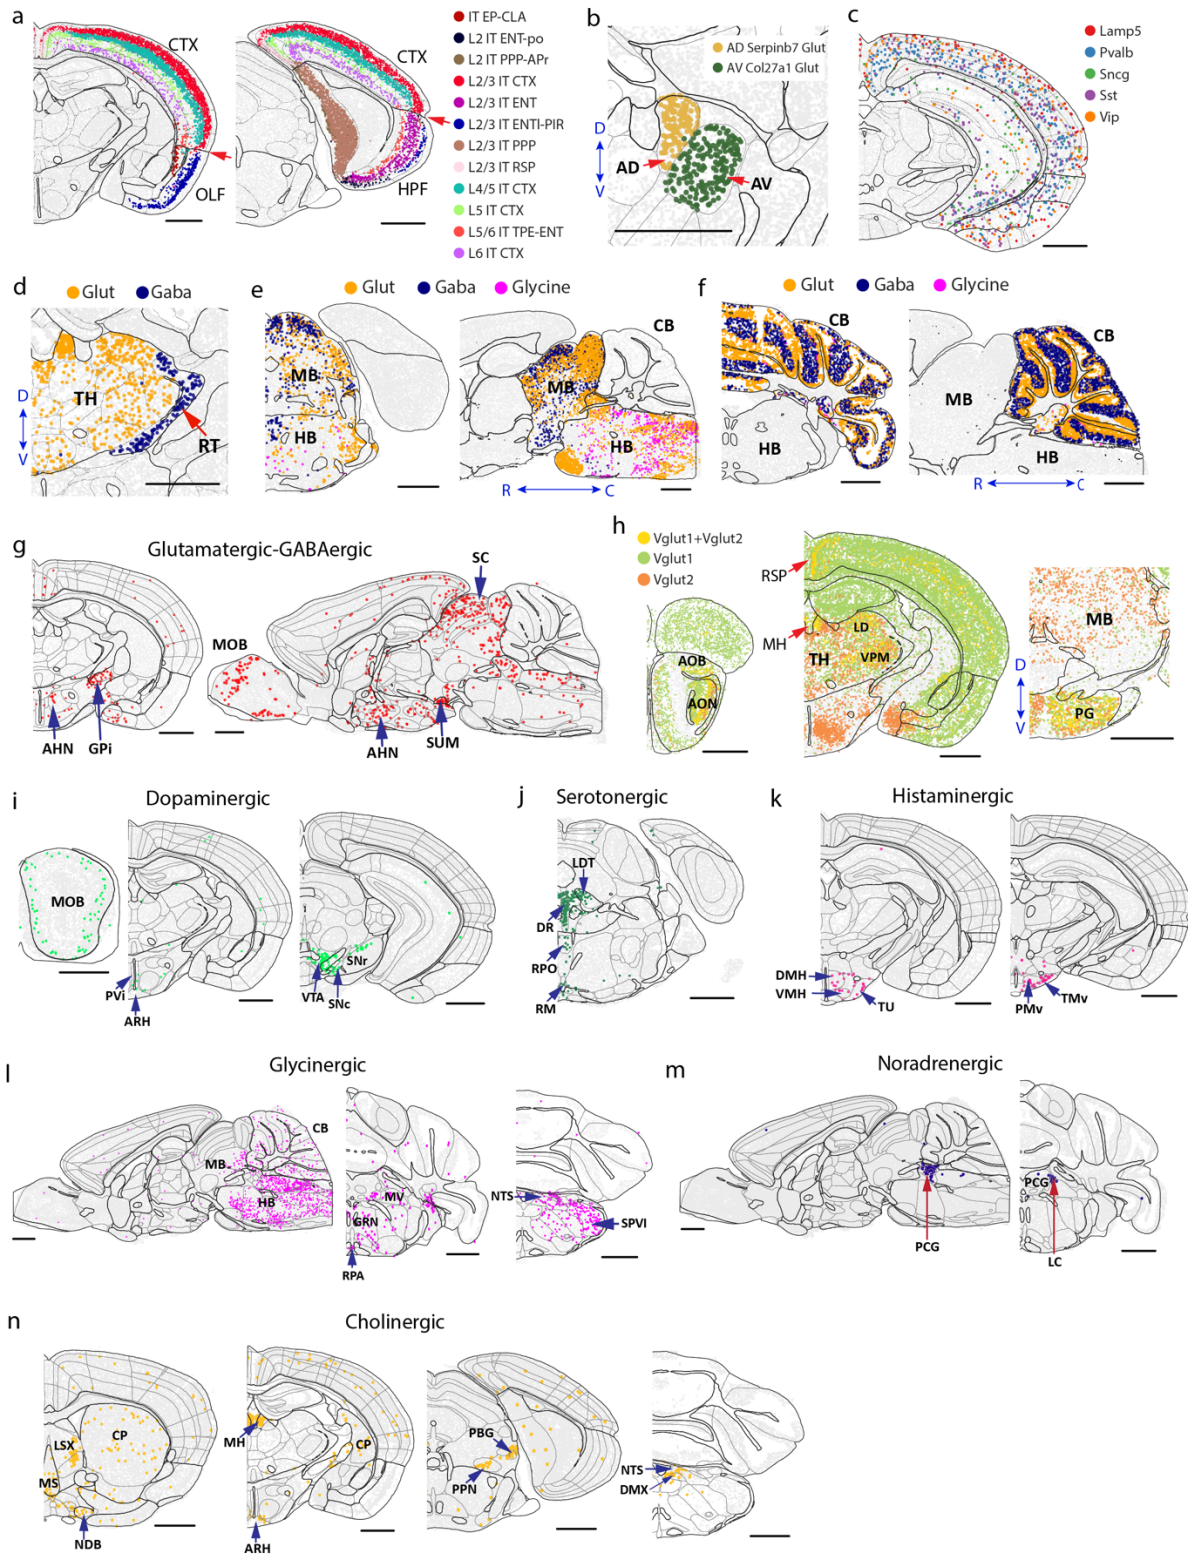 a
CTX
OLF
CTX
HPF
IT EP-CLA
L2 IT ENT-po
L2 IT PPP-APr
L2/3 IT CTX
L2/3 IT ENT
L2/3 IT ENTI-PIR
L2/3 IT PPP
L2/3 IT RSP
L4/5 IT CTX
L5 IT CTX
L5/6 IT TPE-ENT
L6 IT CTX
b
AD Serpinb7 Glut
AV Col27a1 Glut
D
V
AD
AV
c
Lamp5
Pvalb
Sncg
Sst
Vip
d
Glut Gaba
TH
D
V
RT
e
Glut Gaba Glycine
MB
HB
CB
MB
HB
R C
f
Glut Gaba Glycine
CB
HB
CB
MB
HB
R C
g
Glutamatergic-GABAergic
AHN
GPi
MOB
SC
AHN
SUM
h
Vglut1+Vglut2
Vglut1
Vglut2
AOB
AON
RSP
MH
LD
TH
VPM
MB
D
V
PG
i
Dopaminergic
MOB
PVi
ARH
SNr
VTA
SNc
j
Serotonergic
LDT
DR
RPO
RM
k
Histaminergic
DMH
VMH
TU
PMv
TMv
l
Glycinergic
CB
MB
HB
MV
GRN
RPA
NTS
SPVI
m
Noradrenergic
PCG
PCG
LC
n
Cholinergic
LSX
CP
MS
NDB
MH
CP
ARH
PBG
PPN
NTS
DMX